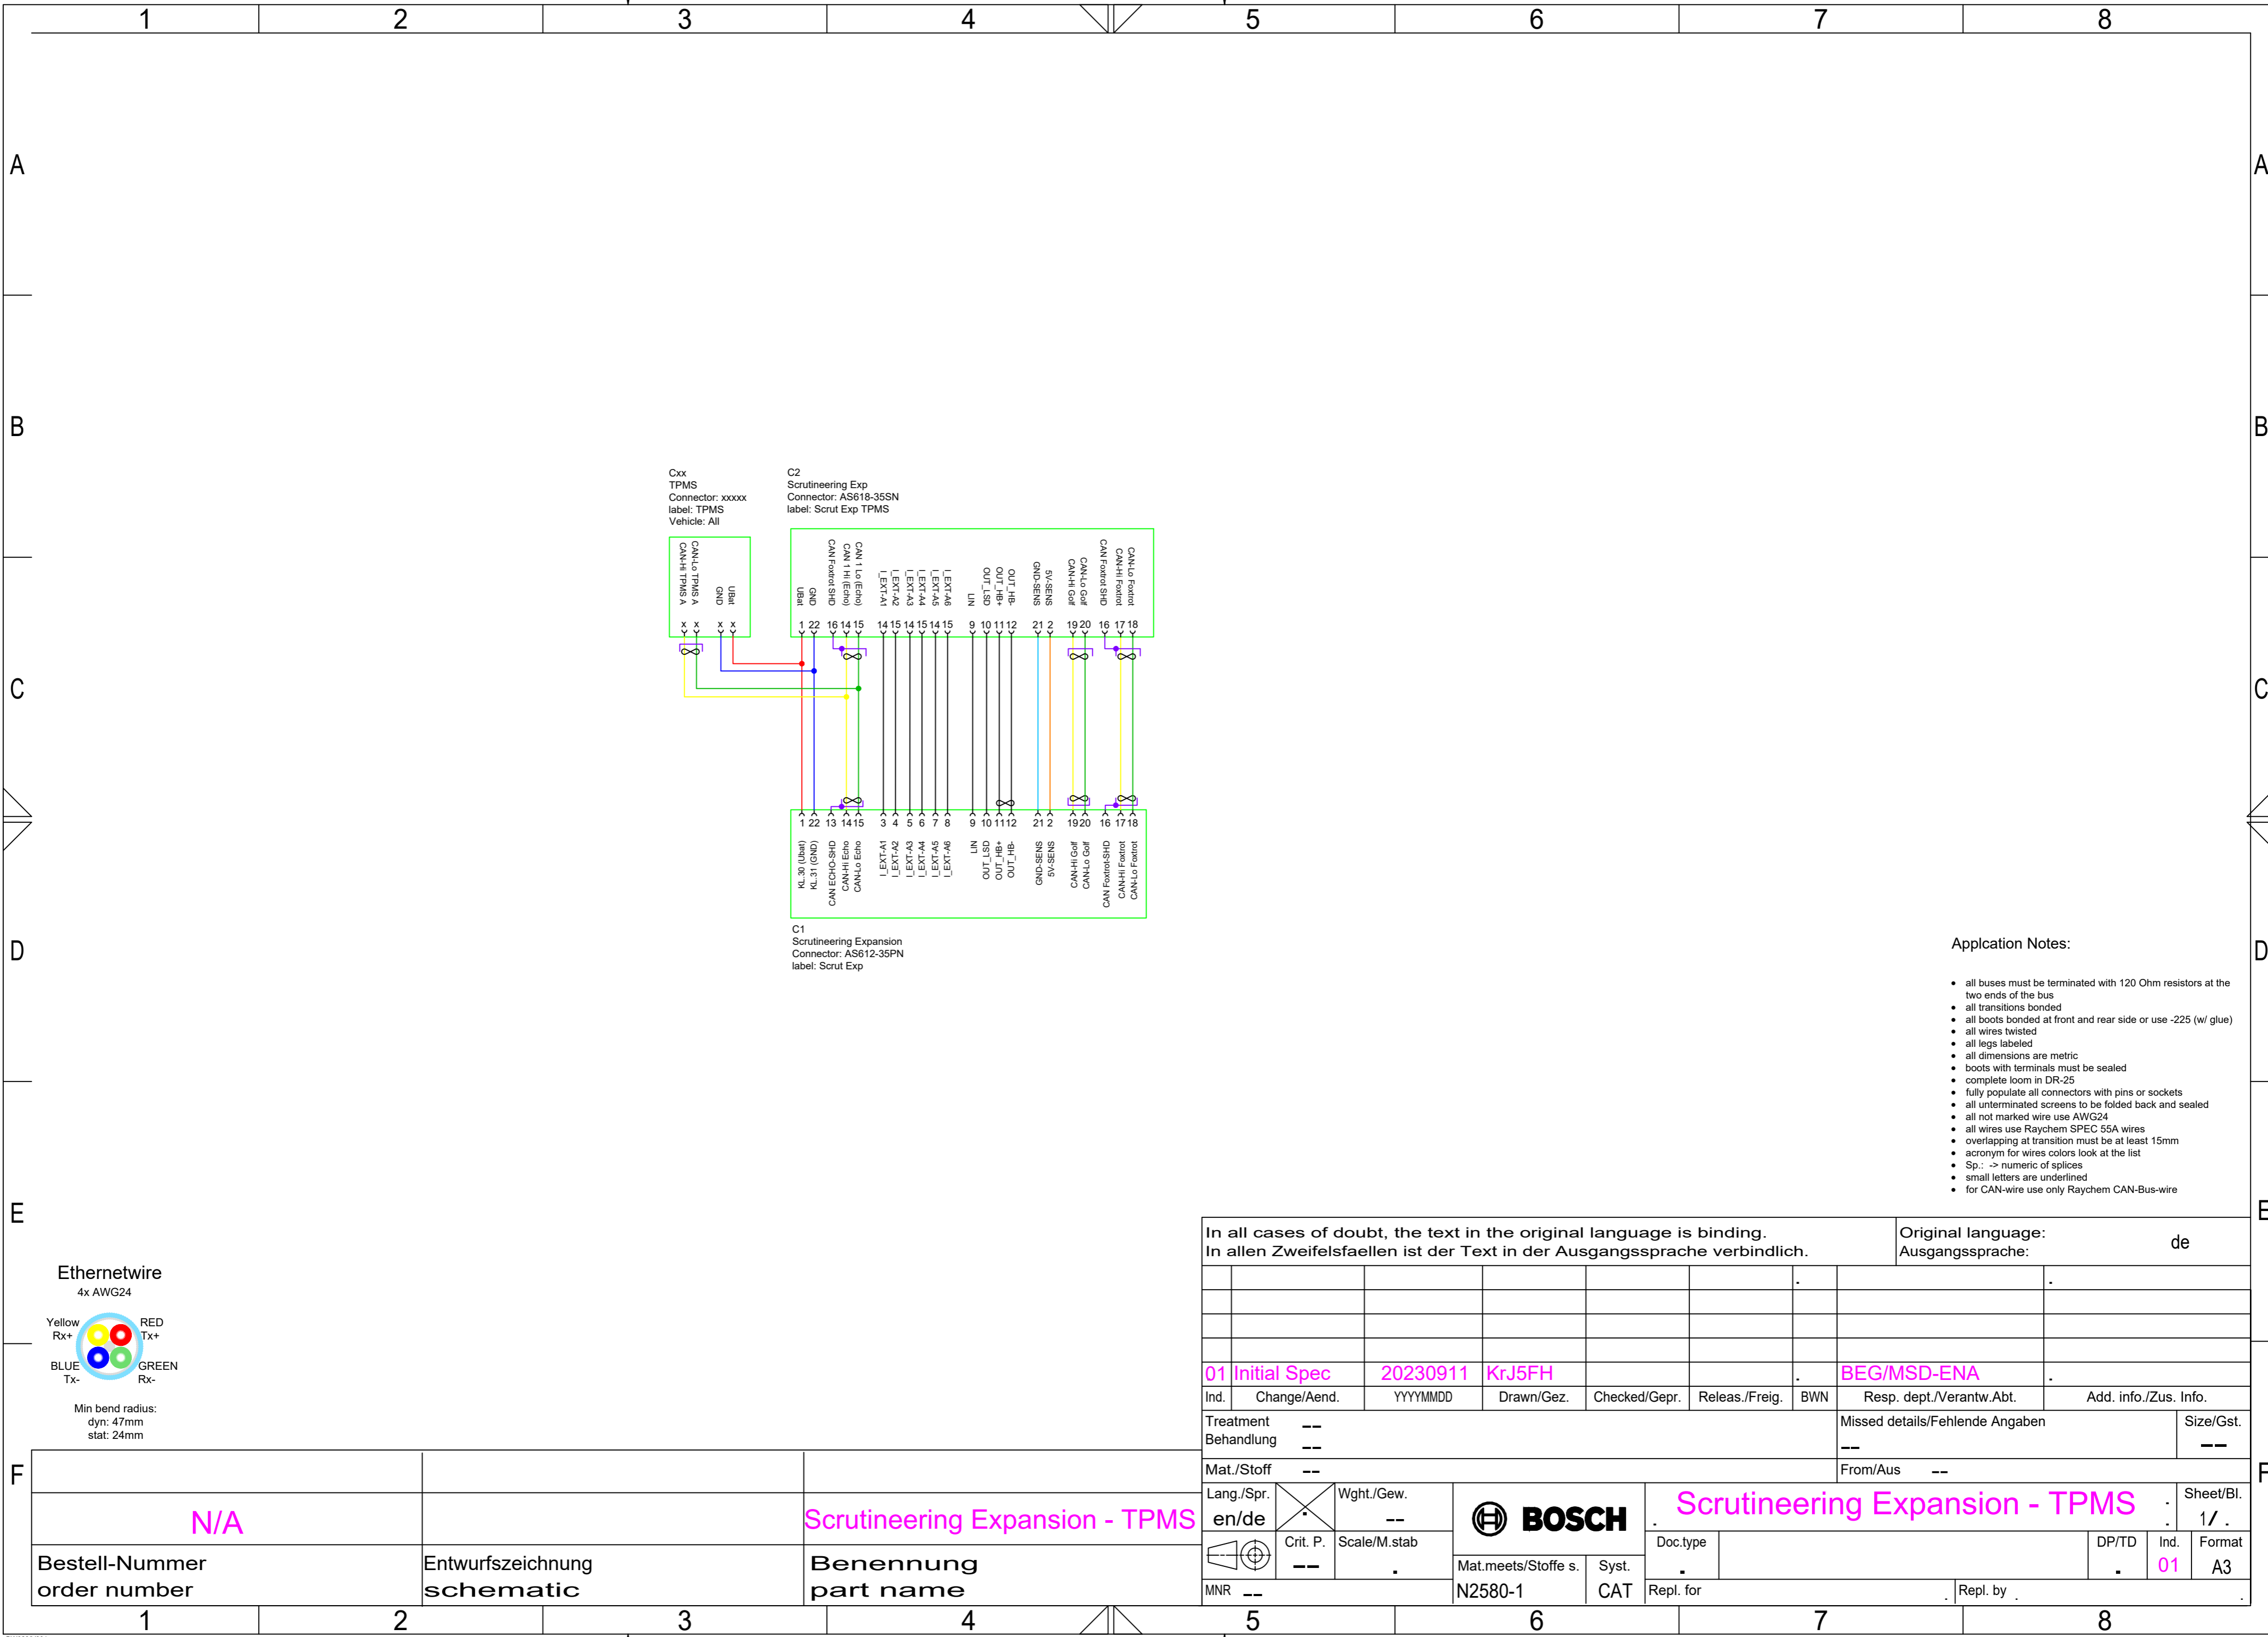 1 2 3 4 5 6 7 8
A A
B B
Cxx
TPMS
Connector: xxxxx
label: TPMS
Vehicle: All
C2
Scrutineering Exp
Connector: AS618-35SN
label: Scrut Exp TPMS
CAN-Hi TPMS A
CAN-Lo TPMS A
GND
UBat
UBat
GND
CAN Foxtrot SHD
CAN 1 Hi (Echo)
CAN 1 Lo (Echo)
I_EXT-A1
I_EXT-A2
I_EXT-A3
I_EXT-A4
I_EXT-A5
I_EXT-A6
LIN
OUT_LSD
OUT_HB+
OUT_HB-
GND-SENS
5V-SENS
CAN-Hi Golf
CAN-Lo Golf
CAN Foxtrot SHD
CAN-Hi Foxtrot
CAN-Lo Foxtrot
x x x x 1 22 16 14 15 14 15 14 15 14 15 9 10 11 12 21 2 19 20 16 17 18
C C
1 22 13 14 15 3 4 5 6 7 8 9 10 11 12 21 2 19 20 16 17 18
KL.30 (Ubat)
KL.31 (GND)
CAN ECHO-SHD
CAN-Hi Echo
CAN-Lo Echo
I_EXT-A1
I_EXT-A2
I_EXT-A3
I_EXT-A4
I_EXT-A5
I_EXT-A6
LIN
OUT_LSD
OUT_HB+
OUT_HB-
GND-SENS
5V-SENS
CAN-Hi Golf
CAN-Lo Golf
CAN Foxtrot-SHD
CAN-Hi Foxtrot
CAN-Lo Foxtrot
C1
Scrutineering Expansion
Connector: AS612-35PN
label: Scrut Exp
D D
Applcation Notes:
• all buses must be terminated with 120 Ohm resistors at the
two ends of the bus
• all transitions bonded
• all boots bonded at front and rear side or use -225 (w/ glue)
• all wires twisted
• all legs labeled
• all dimensions are metric
• boots with terminals must be sealed
• complete loom in DR-25
• fully populate all connectors with pins or sockets
• all unterminated screens to be folded back and sealed
• all not marked wire use AWG24
• all wires use Raychem SPEC 55A wires
• overlapping at transition must be at least 15mm
• acronym for wires colors look at the list
• Sp.: -> numeric of splices
• small letters are underlined
• for CAN-wire use only Raychem CAN-Bus-wire
E E
Ethernetwire
4x AWG24
Yellow RED
Rx+ Tx+
BLUE GREEN
Tx- Rx-
Min bend radius:
dyn: 47mm
stat: 24mm
In all cases of doubt, the text in the original language is binding.
In allen Zweifelsfaellen ist der Text in der Ausgangssprache verbindlich.
Original language:
Ausgangssprache:
de
. .
01 Initial Spec 20230911 KrJ5FH . BEG/MSD-ENA .
Ind. Change/Aend. YYYYMMDD Drawn/Gez. Checked/Gepr. Releas./Freig. BWN Resp. dept./Verantw.Abt. Add. info./Zus. Info.
Treatment --
Behandlung --
Missed details/Fehlende Angaben
--
Size/Gst.
--
F F
Mat./Stoff --
From/Aus --
Lang./Spr.
en/de
.
Wght./Gew.
--
BOSCH
. Scrutineering Expansion - TPMS . .
Sheet/Bl.
1/ .
Crit. P.
--
Scale/M.stab
.
Mat.meets/Stoffe s.
N2580-1
Syst.
CAT
Doc.type
.
DP/TD
.
Ind.
01
Format
A3
MNR --
Repl. for .
Repl. by . .
N/A
Scrutineering Expansion - TPMS
Bestell-Nummer
order number
Entwurfszeichnung
schematic
Benennung
part name
1 2 3 4 5 6 7 8